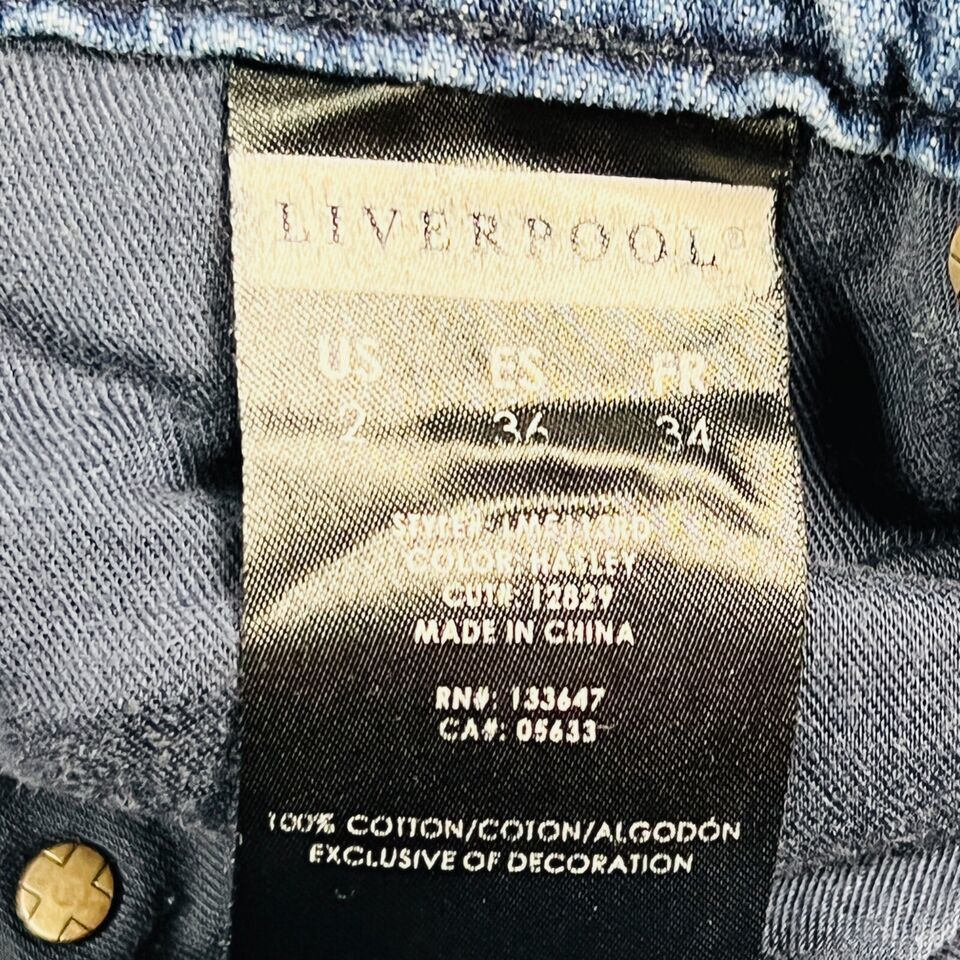 LIVERPOOL®
US ES FR
2 36 34
STYLE#:
COLOR: HAYLEY
CUT#: 12829
MADE IN CHINA
RN#: 133647
CA#: 05633
100% COTTON/COTON/ALGODÓN
EXCLUSIVE OF DECORATION